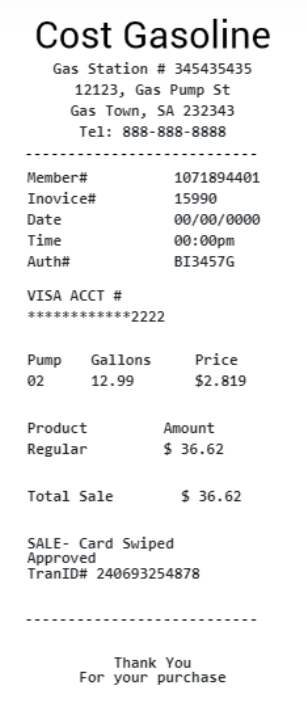 Cost Gasoline
Gas Station # 345435435
12123, Gas Pump St
Gas Town, SA 232343
Tel: 888-888-8888
---------------------------
Member# 1071894401
Inovice# 15990
Date 00/00/0000
Time 00:00pm
Auth# BI3457G
VISA ACCT #
************2222
Pump Gallons Price
02 12.99 $2.819
Product Amount
Regular $ 36.62
Total Sale $ 36.62
SALE- Card Swiped
Approved
TranID# 240693254878
---------------------------
Thank You
For your purchase